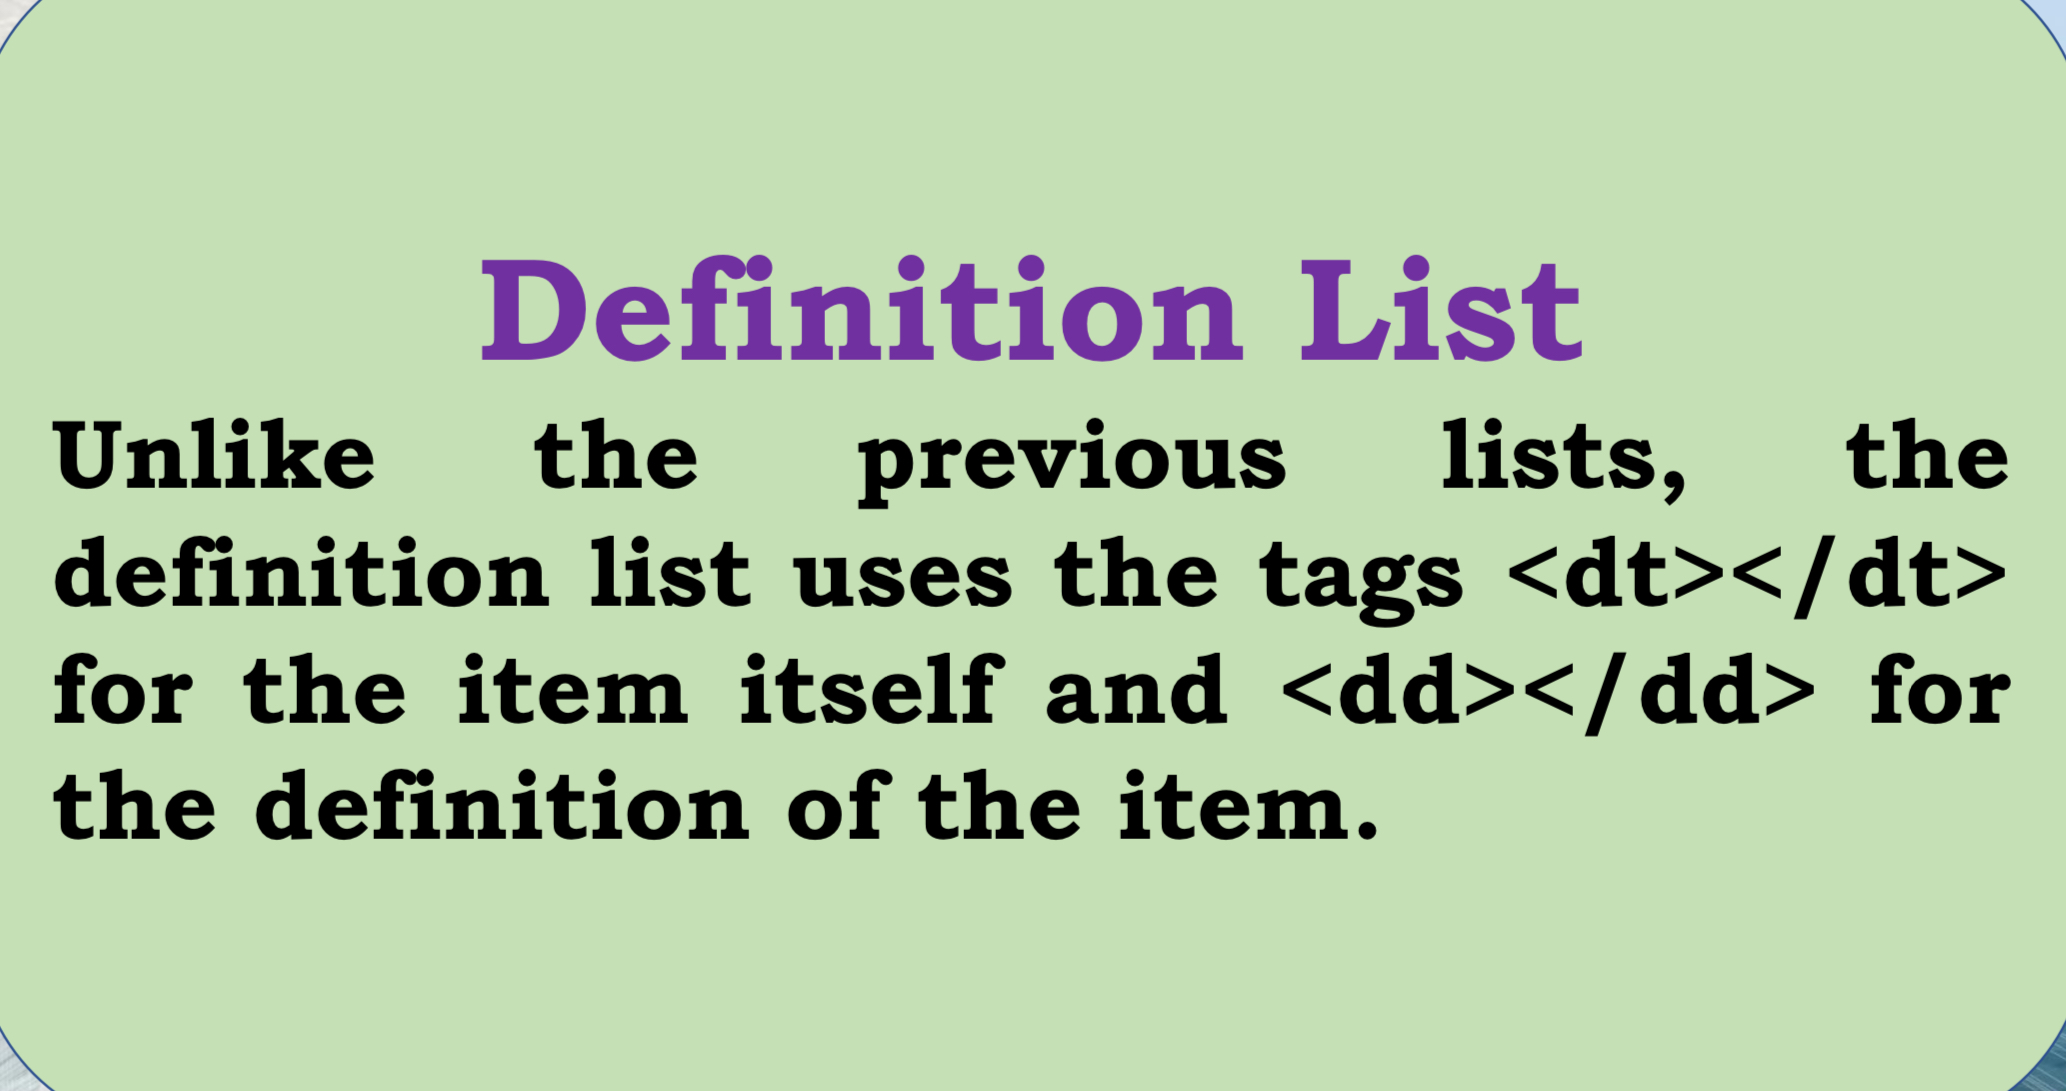 Definition List
Unlike the previous lists, the
definition list uses the tags <dt></dt>
for the item itself and <dd></dd> for
the definition of the item.